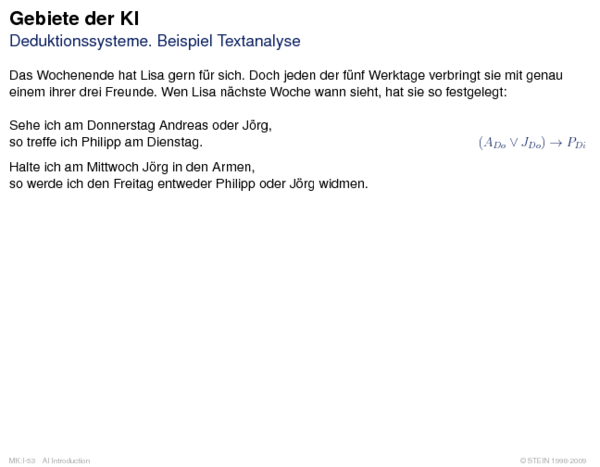 Gebiete der KI
Deduktionssysteme. Beispiel Textanalyse
Das Wochenende hat Lisa gern für sich. Doch jeden der fünf Werktage verbringt sie mit genau
einem ihrer drei Freunde. Wen Lisa nächste Woche wann sieht, hat sie so festgelegt:
Sehe ich am Donnerstag Andreas oder Jörg,
so treffe ich Philipp am Dienstag. (A_{Do} ∨ J_{Do}) → P_{Di}
Halte ich am Mittwoch Jörg in den Armen,
so werde ich den Freitag entweder Philipp oder Jörg widmen.
MK:I-53 AI Introduction © STEIN 1996-2009